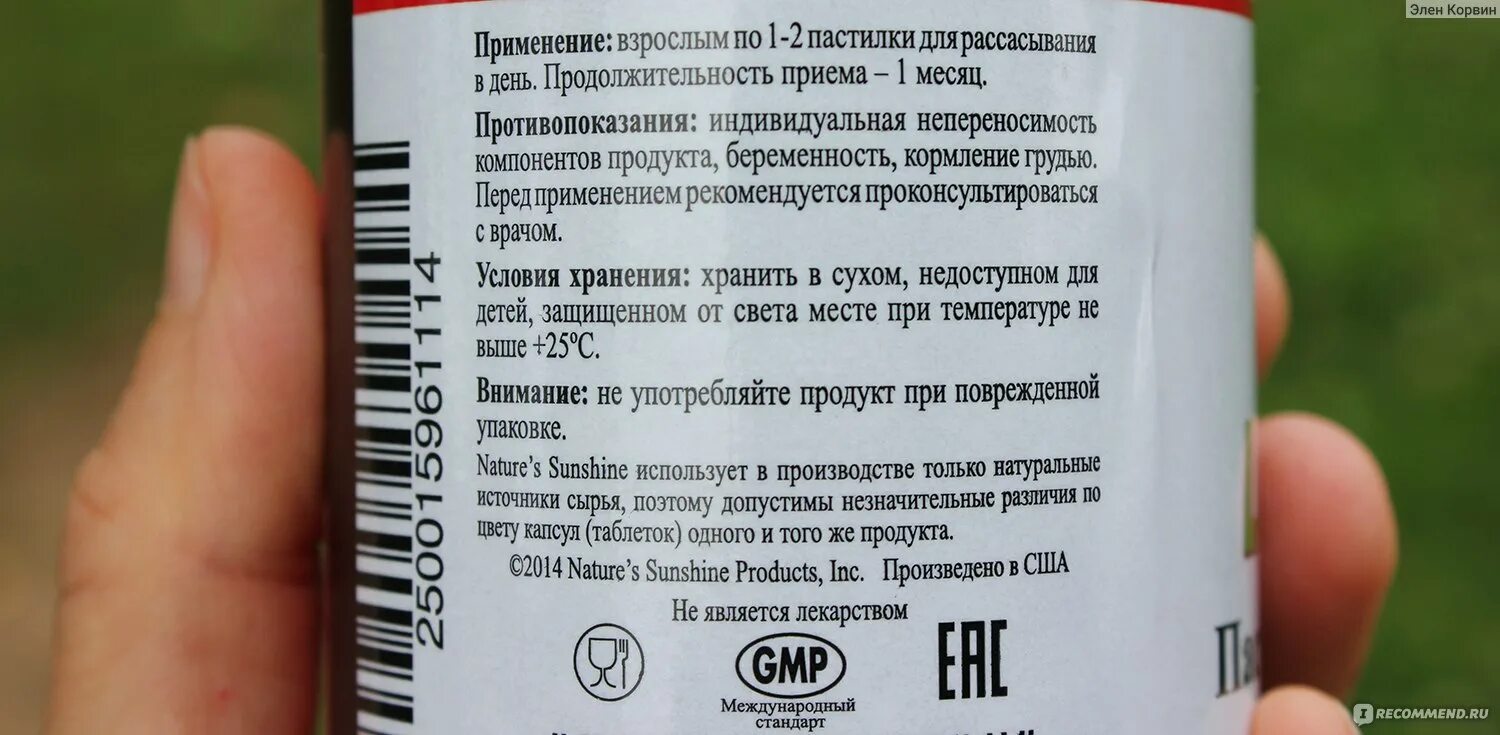 Элен Корвин
Применение: взрослым по 1-2 пастилки для рассасывания
в день. Продолжительность приема – 1 месяц.
Противопоказания: индивидуальная непереносимость
компонентов продукта, беременность, кормление грудью.
Перед применением рекомендуется проконсультироваться
с врачом.
Условия хранения: хранить в сухом, недоступном для
детей, защищенном от света месте при температуре не
выше +25°C.
Внимание: не употребляйте продукт при поврежденной
упаковке.
Nature's Sunshine использует в производстве только натуральные
источники сырья, поэтому допустимы незначительные различия по
цвету капсул (таблеток) одного и того же продукта.
©2014 Nature's Sunshine Products, Inc. Произведено в США
Не является лекарством
GMP
Международный
стандарт
EAC
250015961114
IRECOMMEND.RU